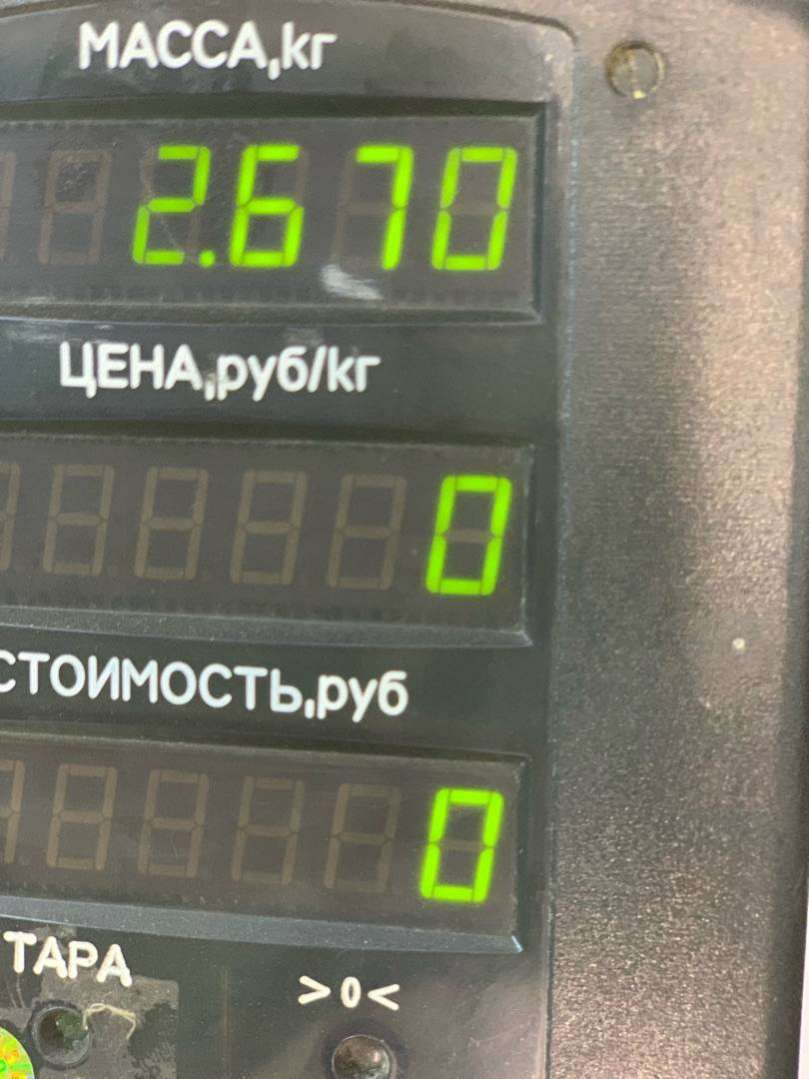 МАССА,кг
2.670
ЦЕНА,руб/кг
0
СТОИМОСТЬ,руб
0
ТАРА
>0<